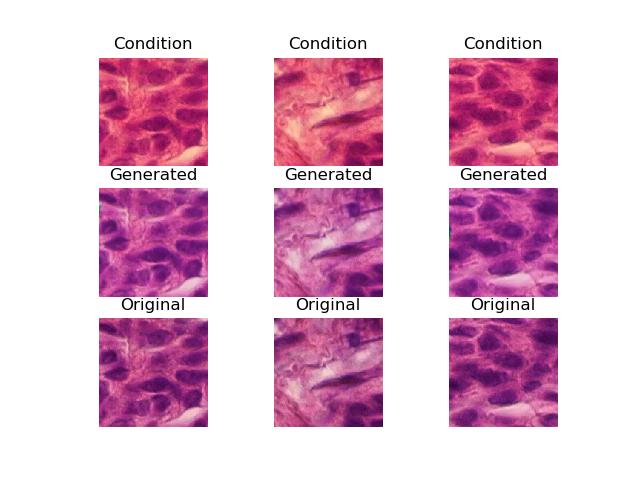 Condition Condition Condition
Generated Generated Generated
Original Original Original